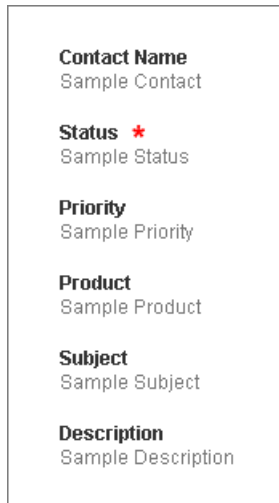 Contact Name
Sample Contact
Status *
Sample Status
Priority
Sample Priority
Product
Sample Product
Subject
Sample Subject
Description
Sample Description